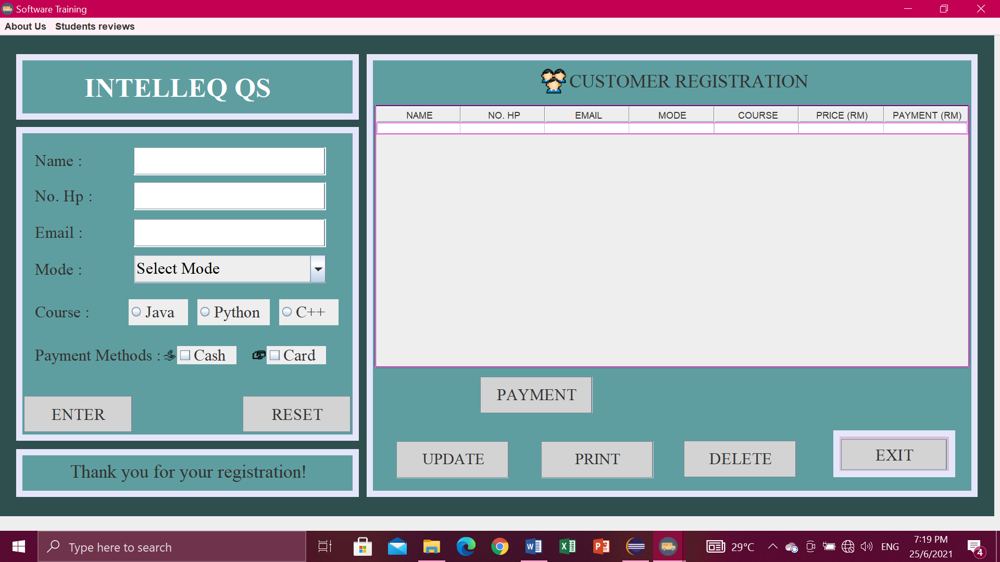 Software Training
About Us Students reviews
INTELLEQ QS
Name :
No. Hp :
Email :
Mode : Select Mode
Course : Java Python C++
Payment Methods : Cash Card
ENTER RESET
Thank you for your registration!
CUSTOMER REGISTRATION
NAME NO. HP EMAIL MODE COURSE PRICE (RM) PAYMENT (RM)
PAYMENT
UPDATE PRINT DELETE EXIT
Type here to search
29°C
ENG
7:19 PM
25/6/2021
4